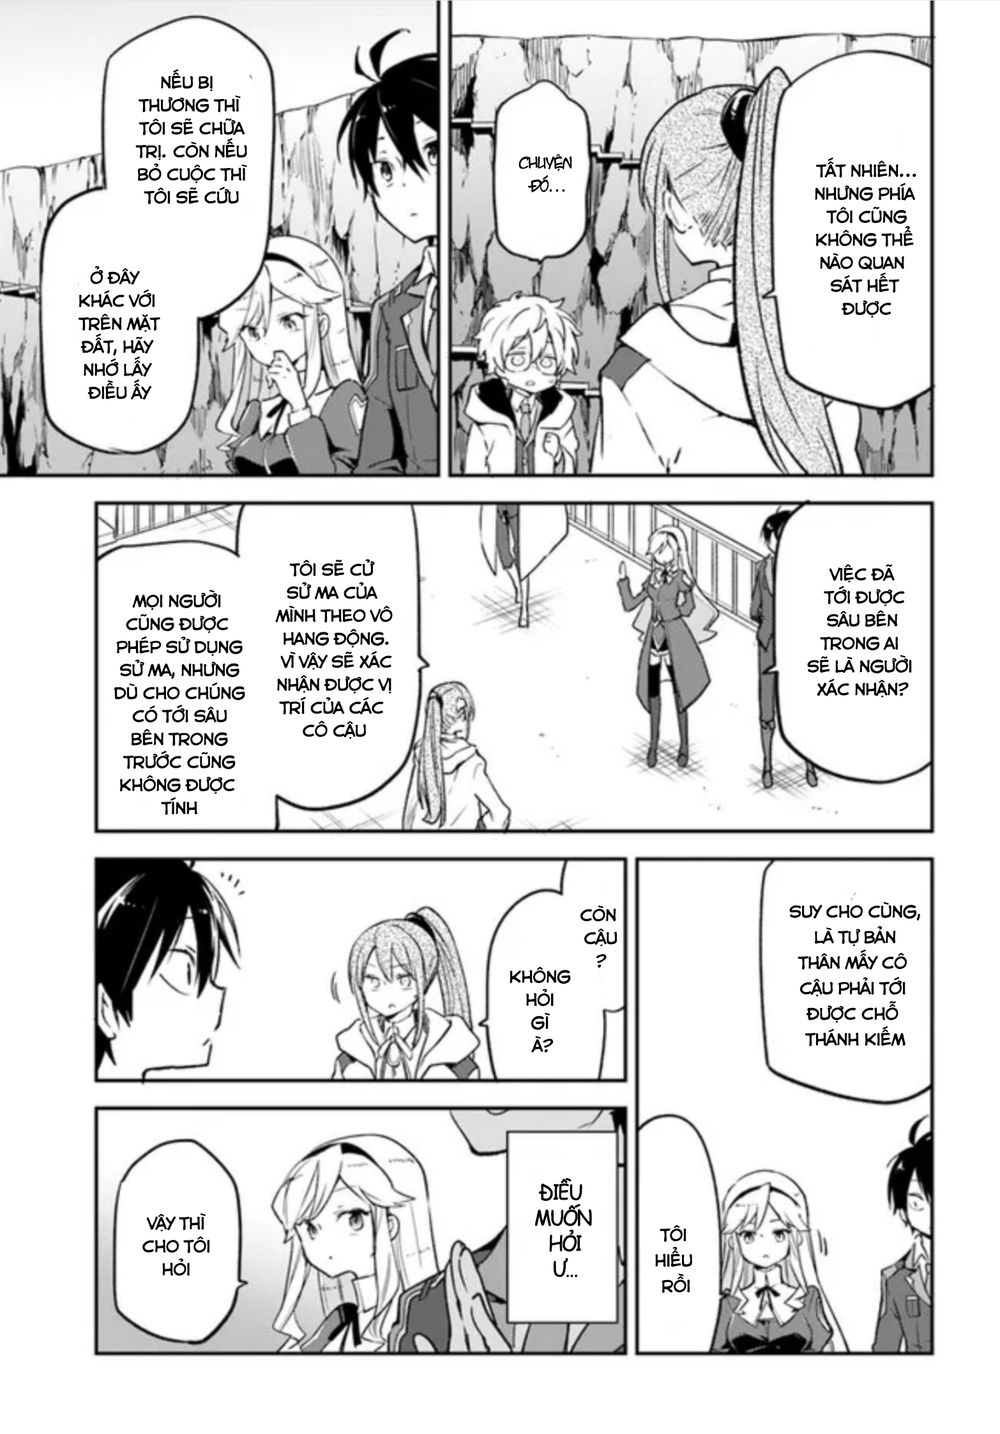 TẤT NHIÊN...
NHƯNG PHÍA
TÔI CŨNG
KHÔNG THỂ
NÀO QUAN
SÁT HẾT
ĐƯỢC
CHUYỆN
ĐÓ...
NẾU BỊ
THƯƠNG THÌ
TÔI SẼ CHỮA
TRỊ. CÒN NẾU
BỎ CUỘC THÌ
TÔI SẼ CỨU
Ở ĐÂY
KHÁC VỚI
TRÊN MẶT
ĐẤT, HÃY
NHỚ LẤY
ĐIỀU ẤY
VIỆC ĐÃ
TỚI ĐƯỢC
SÂU BÊN
TRONG AI
SẼ LÀ NGƯỜI
XÁC NHẬN?
TÔI SẼ CỬ
SỬ MA CỦA
MÌNH THEO VÔ
HANG ĐỘNG.
VÌ VẬY SẼ XÁC
NHẬN ĐƯỢC VỊ
TRÍ CỦA CÁC
CÔ CẬU
MỌI NGƯỜI
CŨNG ĐƯỢC
PHÉP SỬ DỤNG
SỬ MA, NHƯNG
DÙ CHO CHÚNG
CÓ TỚI SÂU
BÊN TRONG
TRƯỚC CŨNG
KHÔNG ĐƯỢC
TÍNH
SUY CHO CÙNG,
LÀ TỰ BẢN
THÂN MẤY CÔ
CẬU PHẢI TỚI
ĐƯỢC CHỖ
THÁNH KIẾM
TÔI
HIỂU
RỒI
CÒN
CẬU
?
KHÔNG
HỎI
GÌ
À?
ĐIỀU
MUỐN
HỎI
Ư...
VẬY THÌ
CHO TÔI
HỎI